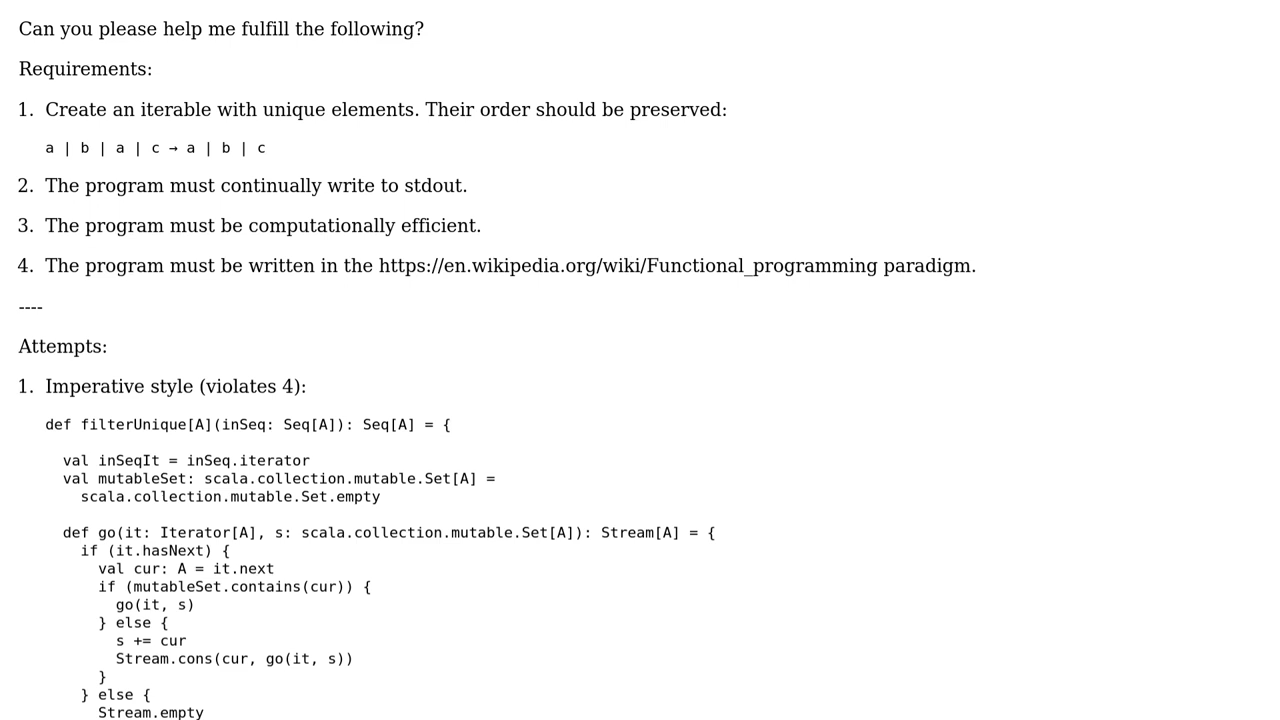 Can you please help me fulfill the following?
Requirements:
1. Create an iterable with unique elements. Their order should be preserved:
a | b | a | c → a | b | c
2. The program must continually write to stdout.
3. The program must be computationally efficient.
4. The program must be written in the https://en.wikipedia.org/wiki/Functional_programming paradigm.
----
Attempts:
1. Imperative style (violates 4):
def filterUnique[A](inSeq: Seq[A]): Seq[A] = {
val inSeqIt = inSeq.iterator
val mutableSet: scala.collection.mutable.Set[A] =
scala.collection.mutable.Set.empty
def go(it: Iterator[A], s: scala.collection.mutable.Set[A]): Stream[A] = {
if (it.hasNext) {
val cur: A = it.next
if (mutableSet.contains(cur)) {
go(it, s)
} else {
s += cur
Stream.cons(cur, go(it, s))
}
} else {
Stream.empty